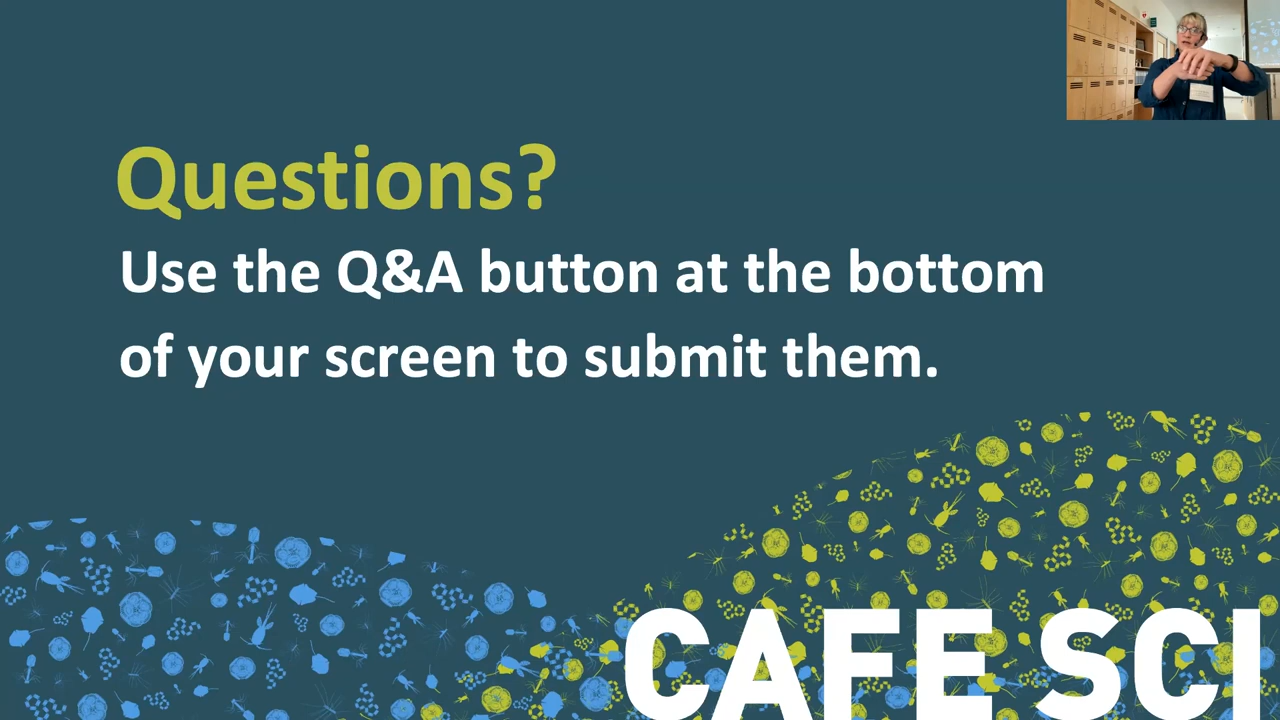 Questions?
Use the Q&A button at the bottom
of your screen to submit them.
CAFE SCI